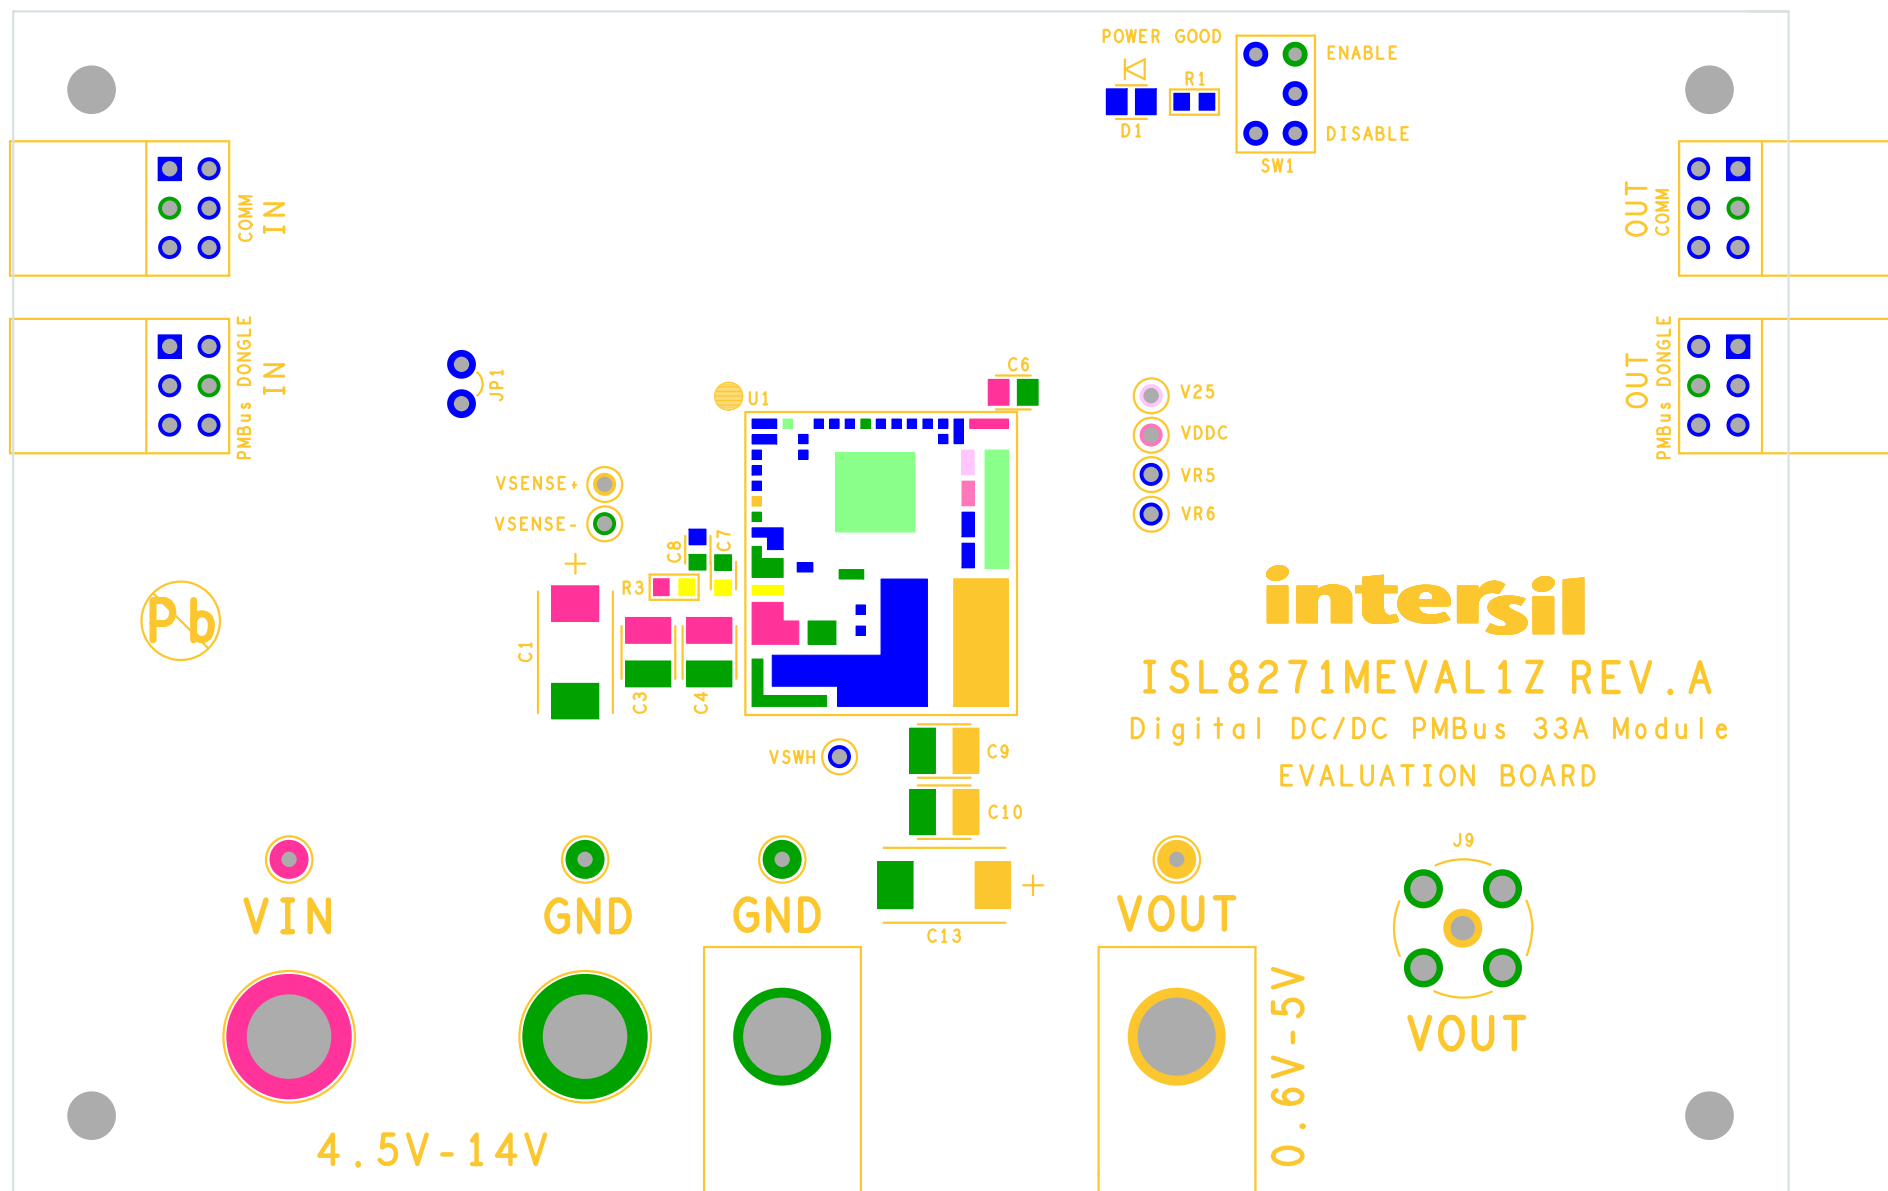 POWER GOOD
ENABLE
R1
D1
DISABLE
SW1
COMM
IN
OUT
COMM
PMBus DONGLE
IN
JP1
U1
C6
V25
VDDC
VR5
VR6
OUT
PMBus DONGLE
VSENSE+
VSENSE-
C8
C7
R3
+
C1
C3
C4
Pb
intersil
ISL8271MEVAL1Z REV.A
Digital DC/DC PMBus 33A Module
EVALUATION BOARD
VSWH
C9
C10
+
C13
J9
VIN
GND
GND
VOUT
VOUT
4.5V-14V
0.6V-5V